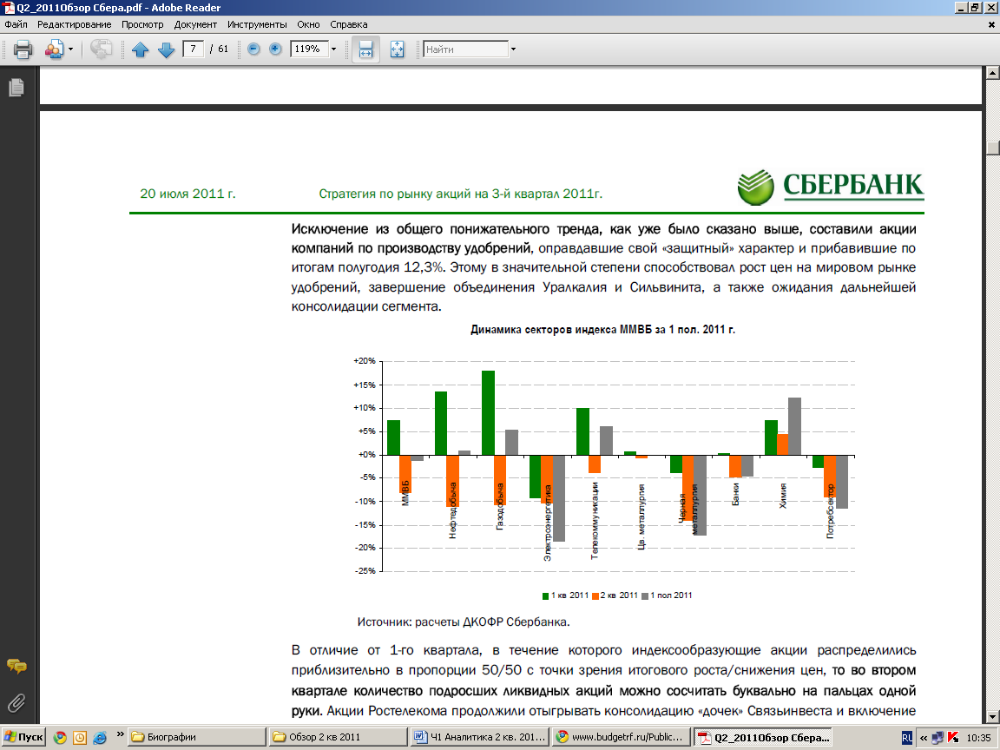 Q2_2011Обзор Сбера.pdf - Adobe Reader
Файл Редактирование Просмотр Документ Инструменты Окно Справка
7 / 61 119% Найти
20 июля 2011 г. Стратегия по рынку акций на 3-й квартал 2011г. СБЕРБАНК
Исключение из общего понижательного тренда, как уже было сказано выше, составили акции
компаний по производству удобрений, оправдавшие свой «защитный» характер и прибавившие по
итогам полугодия 12,3%. Этому в значительной степени способствовал рост цен на мировом рынке
удобрений, завершение объединения Уралкалия и Сильвинита, а также ожидания дальнейшей
консолидации сегмента.
Динамика секторов индекса ММВБ за 1 пол. 2011 г.
+20%
+15%
+10%
+5%
+0%
-5%
-10%
-15%
-20%
-25%
ММВБ
Нефтедобыча
Газодобыча
Электроэнергетика
Телекоммуникации
Цв. металлургия
Черная
металлургия
Банки
Химия
Потребсектор
1 кв 2011 2 кв 2011 1 пол 2011
Источник: расчеты ДКОФР Сбербанка.
В отличие от 1-го квартала, в течение которого индексообразующие акции распределились
приблизительно в пропорции 50/50 с точки зрения итогового роста/снижения цен, то во втором
квартале количество подросших ликвидных акций можно сосчитать буквально на пальцах одной
руки. Акции Ростелекома продолжили отыгрывать консолидацию «дочек» Связьинвеста и включение
Пуск » Биографии Обзор 2 кв 2011 Ч1 Аналитика 2 кв. 201... www.budgetrf.ru/Public... Q2_2011Обзор Сбера... RU « 10:35